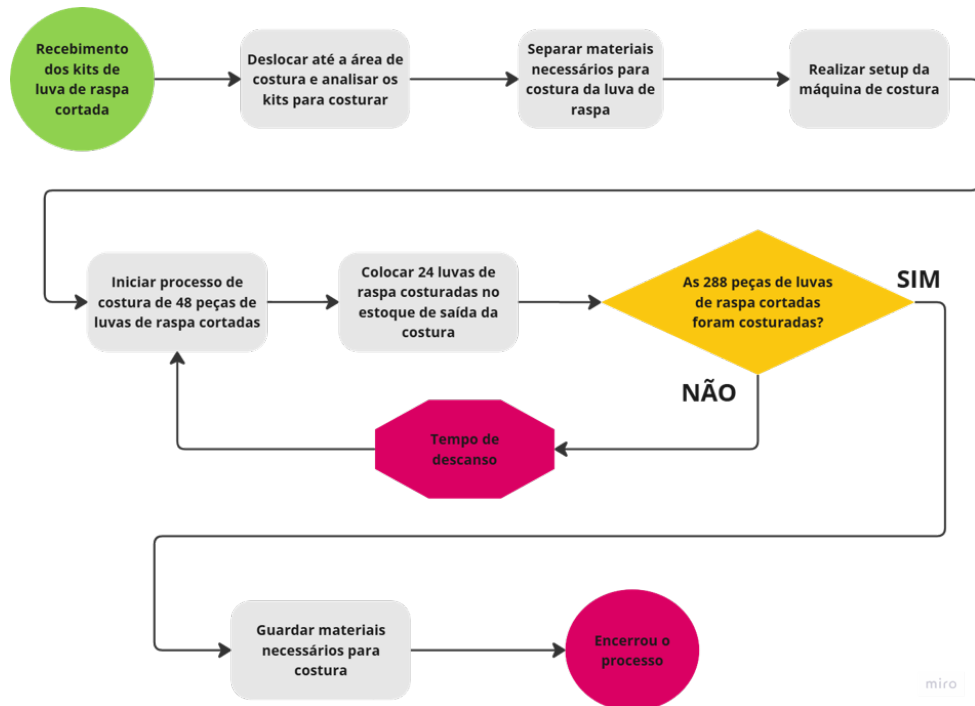 Recebimento
dos kits de
luva de raspa
cortada
Deslocar até a área de
costura e analisar os
kits para costurar
Separar materiais
necessários para
costura da luva de
raspa
Realizar setup da
máquina de costura
Iniciar processo de
costura de 48 peças de
luvas de raspa cortadas
Colocar 24 luvas de
raspa costuradas no
estoque de saída da
costura
As 288 peças de luvas
de raspa cortadas
foram costuradas?
SIM
NÃO
Tempo de
descanso
Guardar materiais
necessários para
costura
Encerrou o
processo
miro